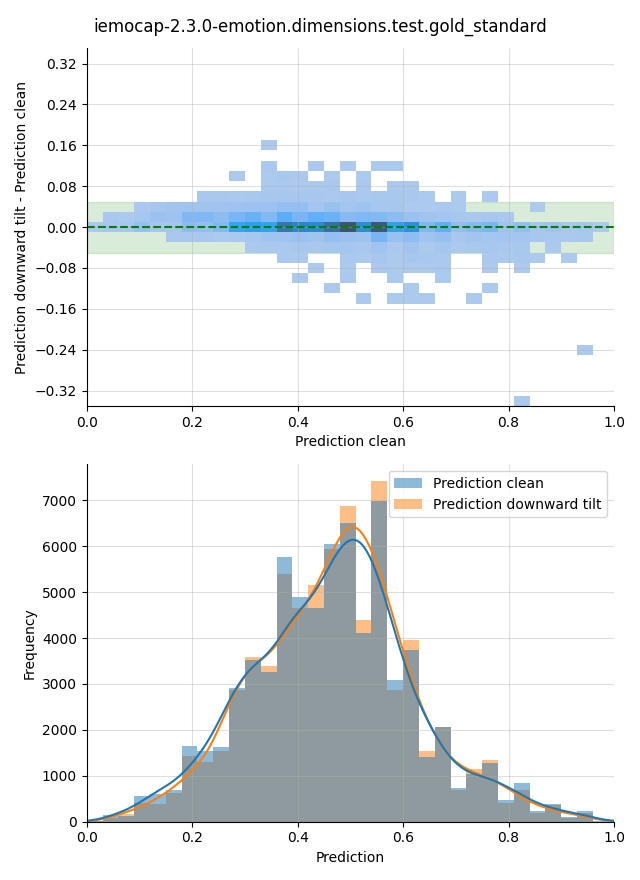 iemocap-2.3.0-emotion.dimensions.test.gold_standard
0.32
0.24
0.16
0.08
0.00
−0.08
−0.16
−0.24
−0.32
Prediction downward tilt - Prediction clean
0.0 0.2 0.4 0.6 0.8 1.0
Prediction clean
Prediction clean
Prediction downward tilt
7000
6000
5000
4000
3000
2000
1000
0
Frequency
0.0 0.2 0.4 0.6 0.8 1.0
Prediction